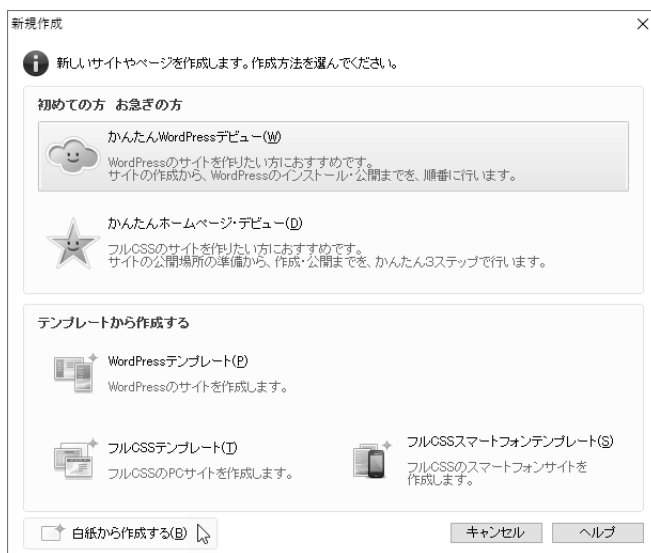 新規作成
新しいサイトやページを作成します。作成方法を選んでください。
初めての方 お急ぎの方
かんたんWordPressデビュー(W)
WordPressのサイトを作りたい方におすすめです。
サイトの作成から、WordPressのインストール・公開までを、順番に行います。
かんたんホームページ・デビュー(D)
フルCSSのサイトを作りたい方におすすめです。
サイトの公開場所の準備から、作成・公開までを、かんたん3ステップで行います。
テンプレートから作成する
WordPressテンプレート(P)
WordPressのサイトを作成します。
フルCSSテンプレート(T)
フルCSSのPCサイトを作成します。
フルCSSスマートフォンテンプレート(S)
フルCSSのスマートフォンサイトを
作成します。
白紙から作成する(B)
キャンセル
ヘルプ